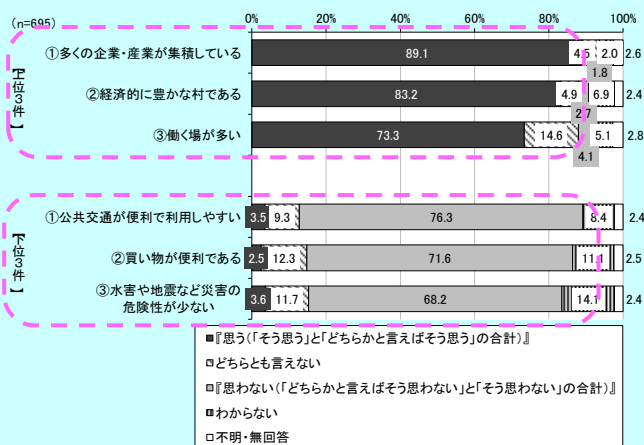 (n=695)
0% 20% 40% 60% 80% 100%
【上位3件】
①多くの企業・産業が集積している 89.1 4.5 1.8 2.0 2.6
②経済的に豊かな村である 83.2 4.9 2.7 6.9 2.4
③働く場が多い 73.3 14.6 4.1 5.1 2.8
【下位3件】
①公共交通が便利で利用しやすい 3.5 9.3 76.3 8.4 2.4
②買い物が便利である 2.5 12.3 71.6 11.1 2.5
③水害や地震など災害の
危険性が少ない 3.6 11.7 68.2 14.1 2.4
『思う(「そう思う」と「どちらかと言えばそう思う」の合計)』
どちらとも言えない
『思わない(「どちらかと言えばそう思わない」と「そう思わない」の合計)』
わからない
不明・無回答